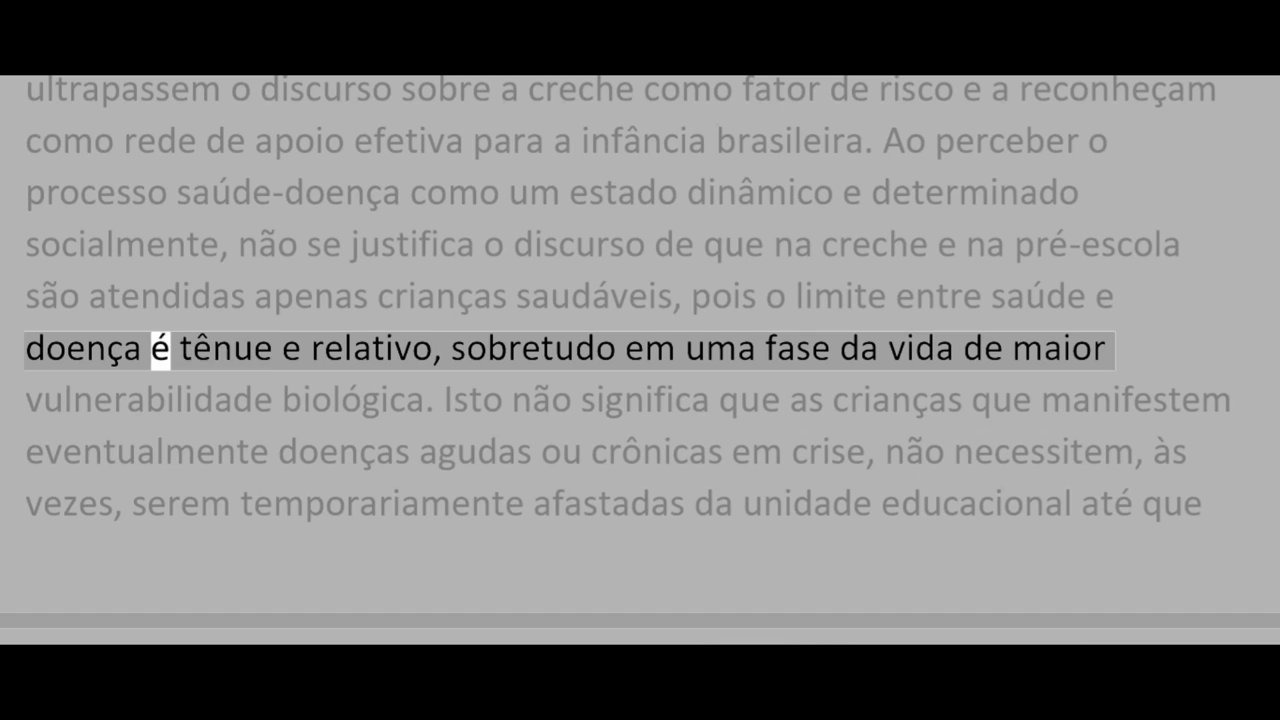 ultrapassem o discurso sobre a creche como fator de risco e a reconheçam
como rede de apoio efetiva para a infância brasileira. Ao perceber o
processo saúde-doença como um estado dinâmico e determinado
socialmente, não se justifica o discurso de que na creche e na pré-escola
são atendidas apenas crianças saudáveis, pois o limite entre saúde e
doença é tênue e relativo, sobretudo em uma fase da vida de maior
vulnerabilidade biológica. Isto não significa que as crianças que manifestem
eventualmente doenças agudas ou crônicas em crise, não necessitem, às
vezes, serem temporariamente afastadas da unidade educacional até que